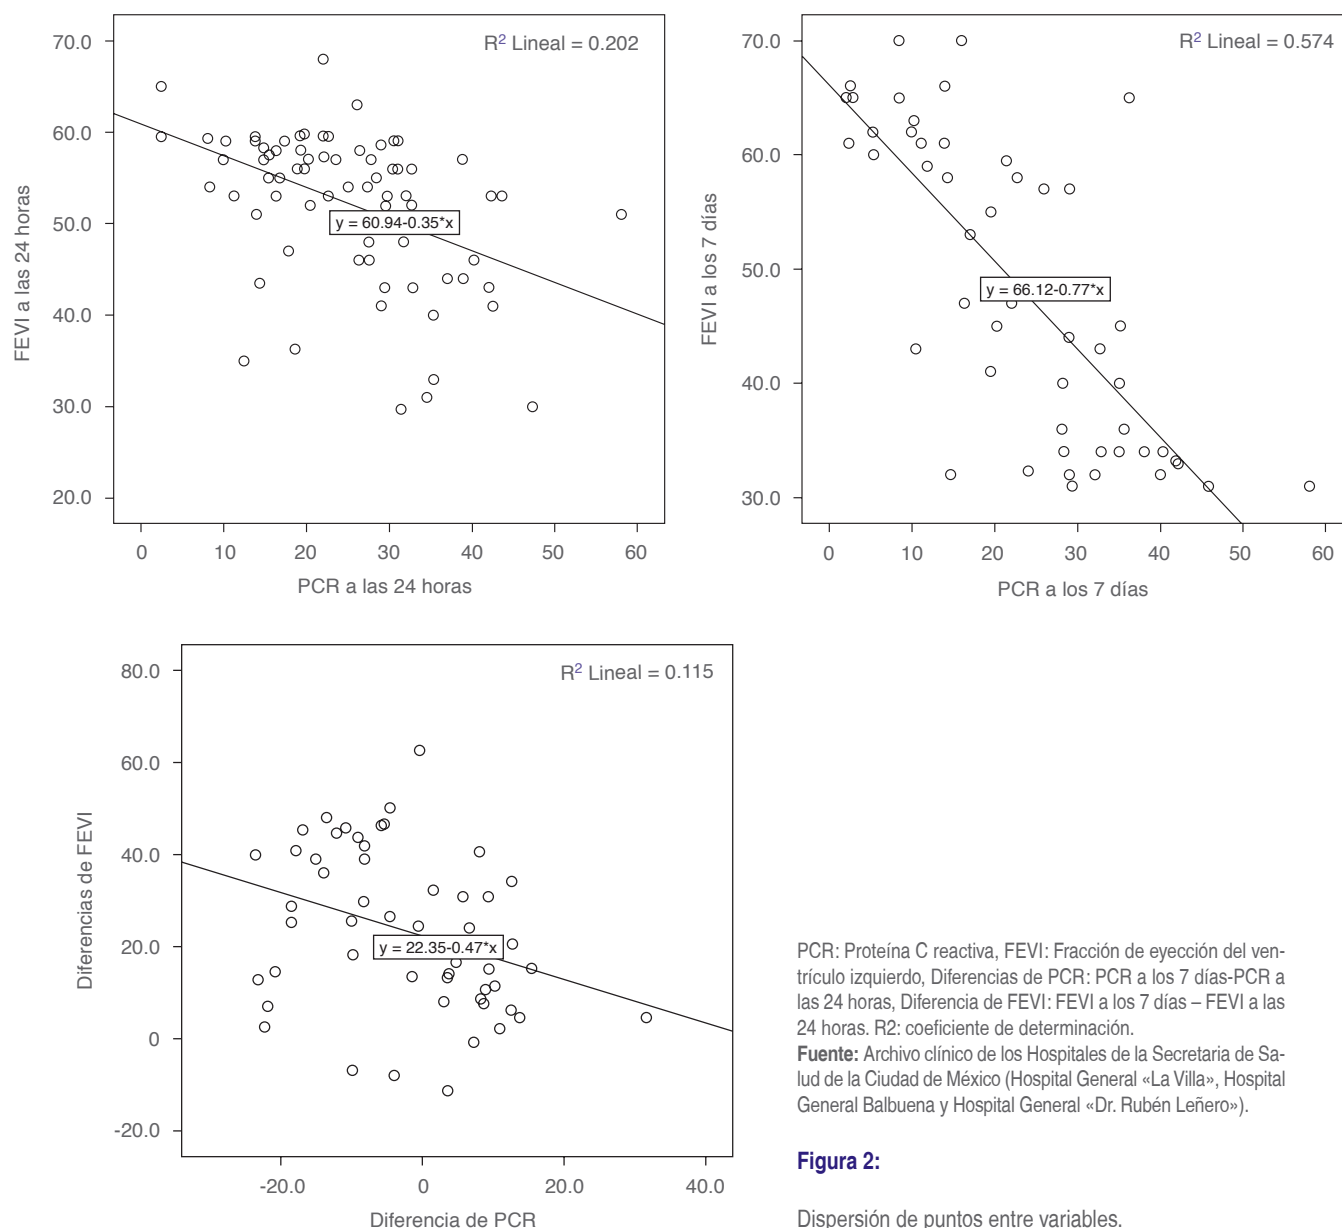 R² Lineal = 0.202
70.0
60.0
50.0
40.0
30.0
20.0
FEVI a las 24 horas
y = 60.94-0.35*x
0 10 20 30 40 50 60
PCR a las 24 horas
R² Lineal = 0.574
70.0
60.0
50.0
40.0
30.0
FEVI a los 7 días
y = 66.12-0.77*x
0 10 20 30 40 50 60
PCR a los 7 días
R² Lineal = 0.115
80.0
60.0
40.0
20.0
0
-20.0
Diferencias de FEVI
y = 22.35-0.47*x
-20.0 0 20.0 40.0
Diferencia de PCR
PCR: Proteína C reactiva, FEVI: Fracción de eyección del ven-
trículo izquierdo, Diferencias de PCR: PCR a los 7 días-PCR a
las 24 horas, Diferencia de FEVI: FEVI a los 7 días – FEVI a las
24 horas. R2: coeficiente de determinación.
Fuente: Archivo clínico de los Hospitales de la Secretaria de Sa-
lud de la Ciudad de México (Hospital General «La Villa», Hospital
General Balbuena y Hospital General «Dr. Rubén Leñero»).
Figura 2:
Dispersión de puntos entre variables.